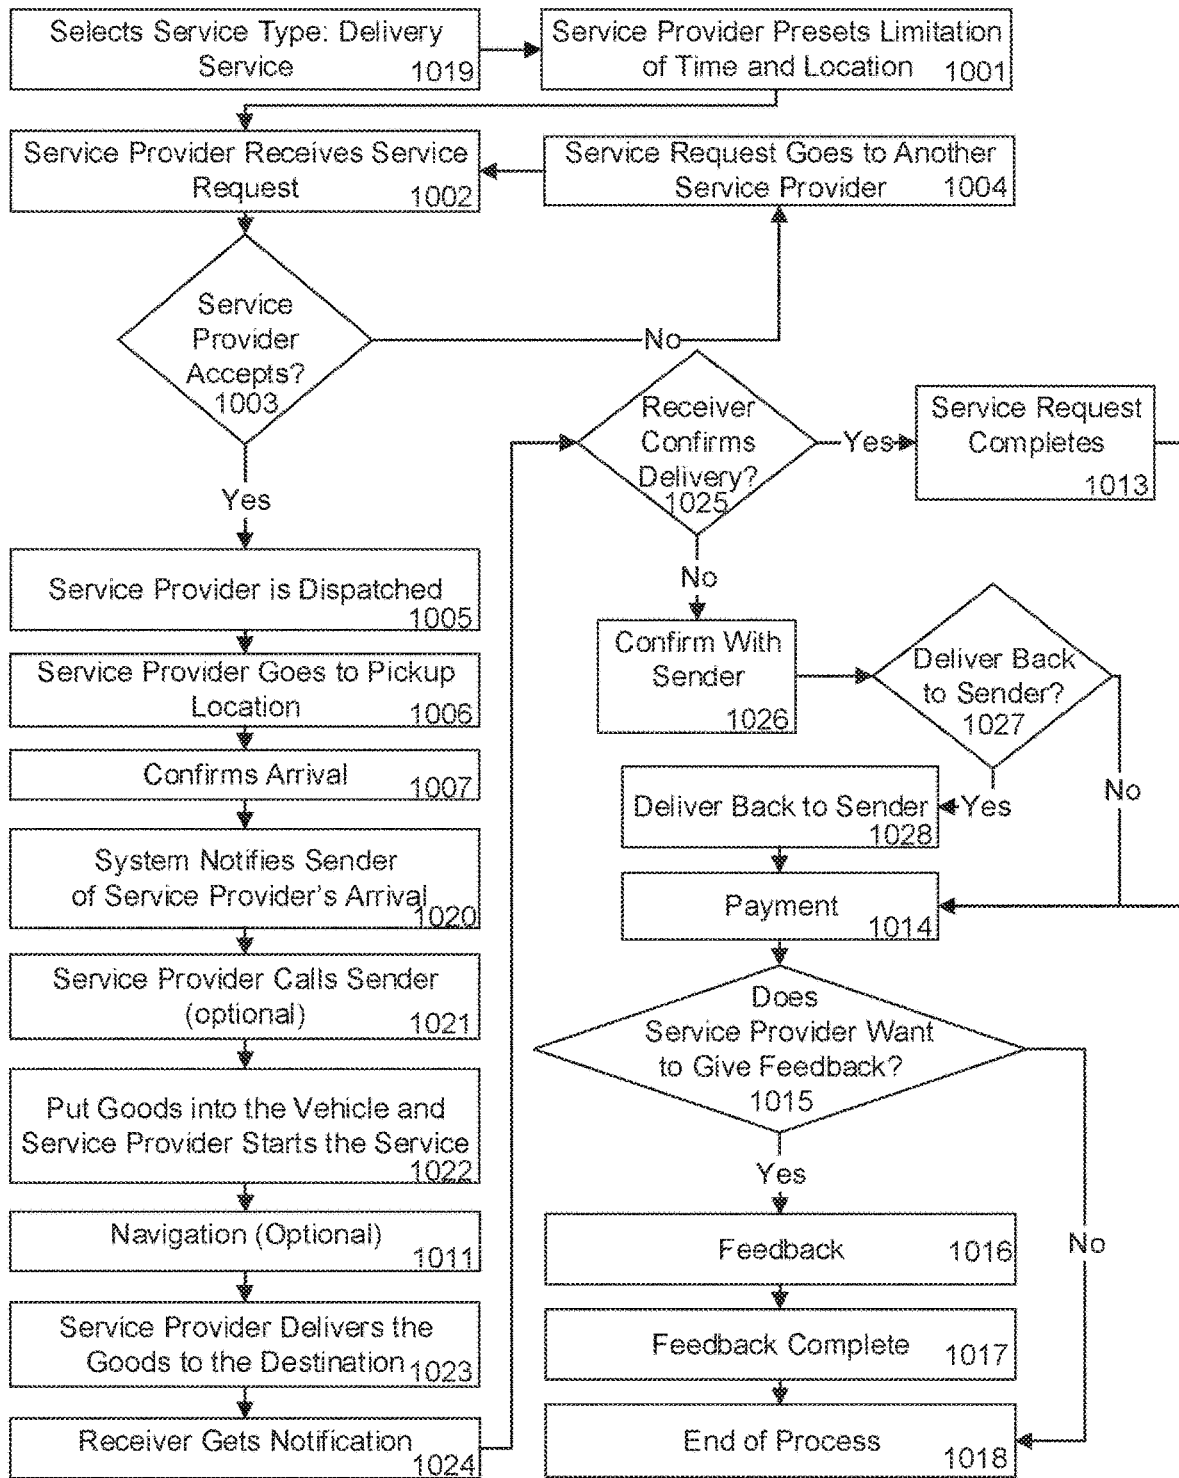 Selects Service Type: Delivery
Service
1019
Service Provider Presets Limitation
of Time and Location
1001
Service Provider Receives Service
Request
1002
Service Request Goes to Another
Service Provider
1004
Service
Provider
Accepts?
1003
No
Yes
Service Provider is Dispatched
1005
Service Provider Goes to Pickup
Location
1006
Confirms Arrival
1007
System Notifies Sender
of Service Provider's Arrival
1020
Service Provider Calls Sender
(optional)
1021
Put Goods into the Vehicle and
Service Provider Starts the Service
1022
Navigation (Optional)
1011
Service Provider Delivers the
Goods to the Destination
1023
Receiver Gets Notification
1024
Receiver
Confirms
Delivery?
1025
Yes
Service Request
Completes
1013
No
Confirm With
Sender
1026
Deliver Back
to Sender?
1027
No
Yes
Deliver Back to Sender
1028
Payment
1014
Does
Service Provider Want
to Give Feedback?
1015
Yes
No
Feedback
1016
Feedback Complete
1017
End of Process
1018